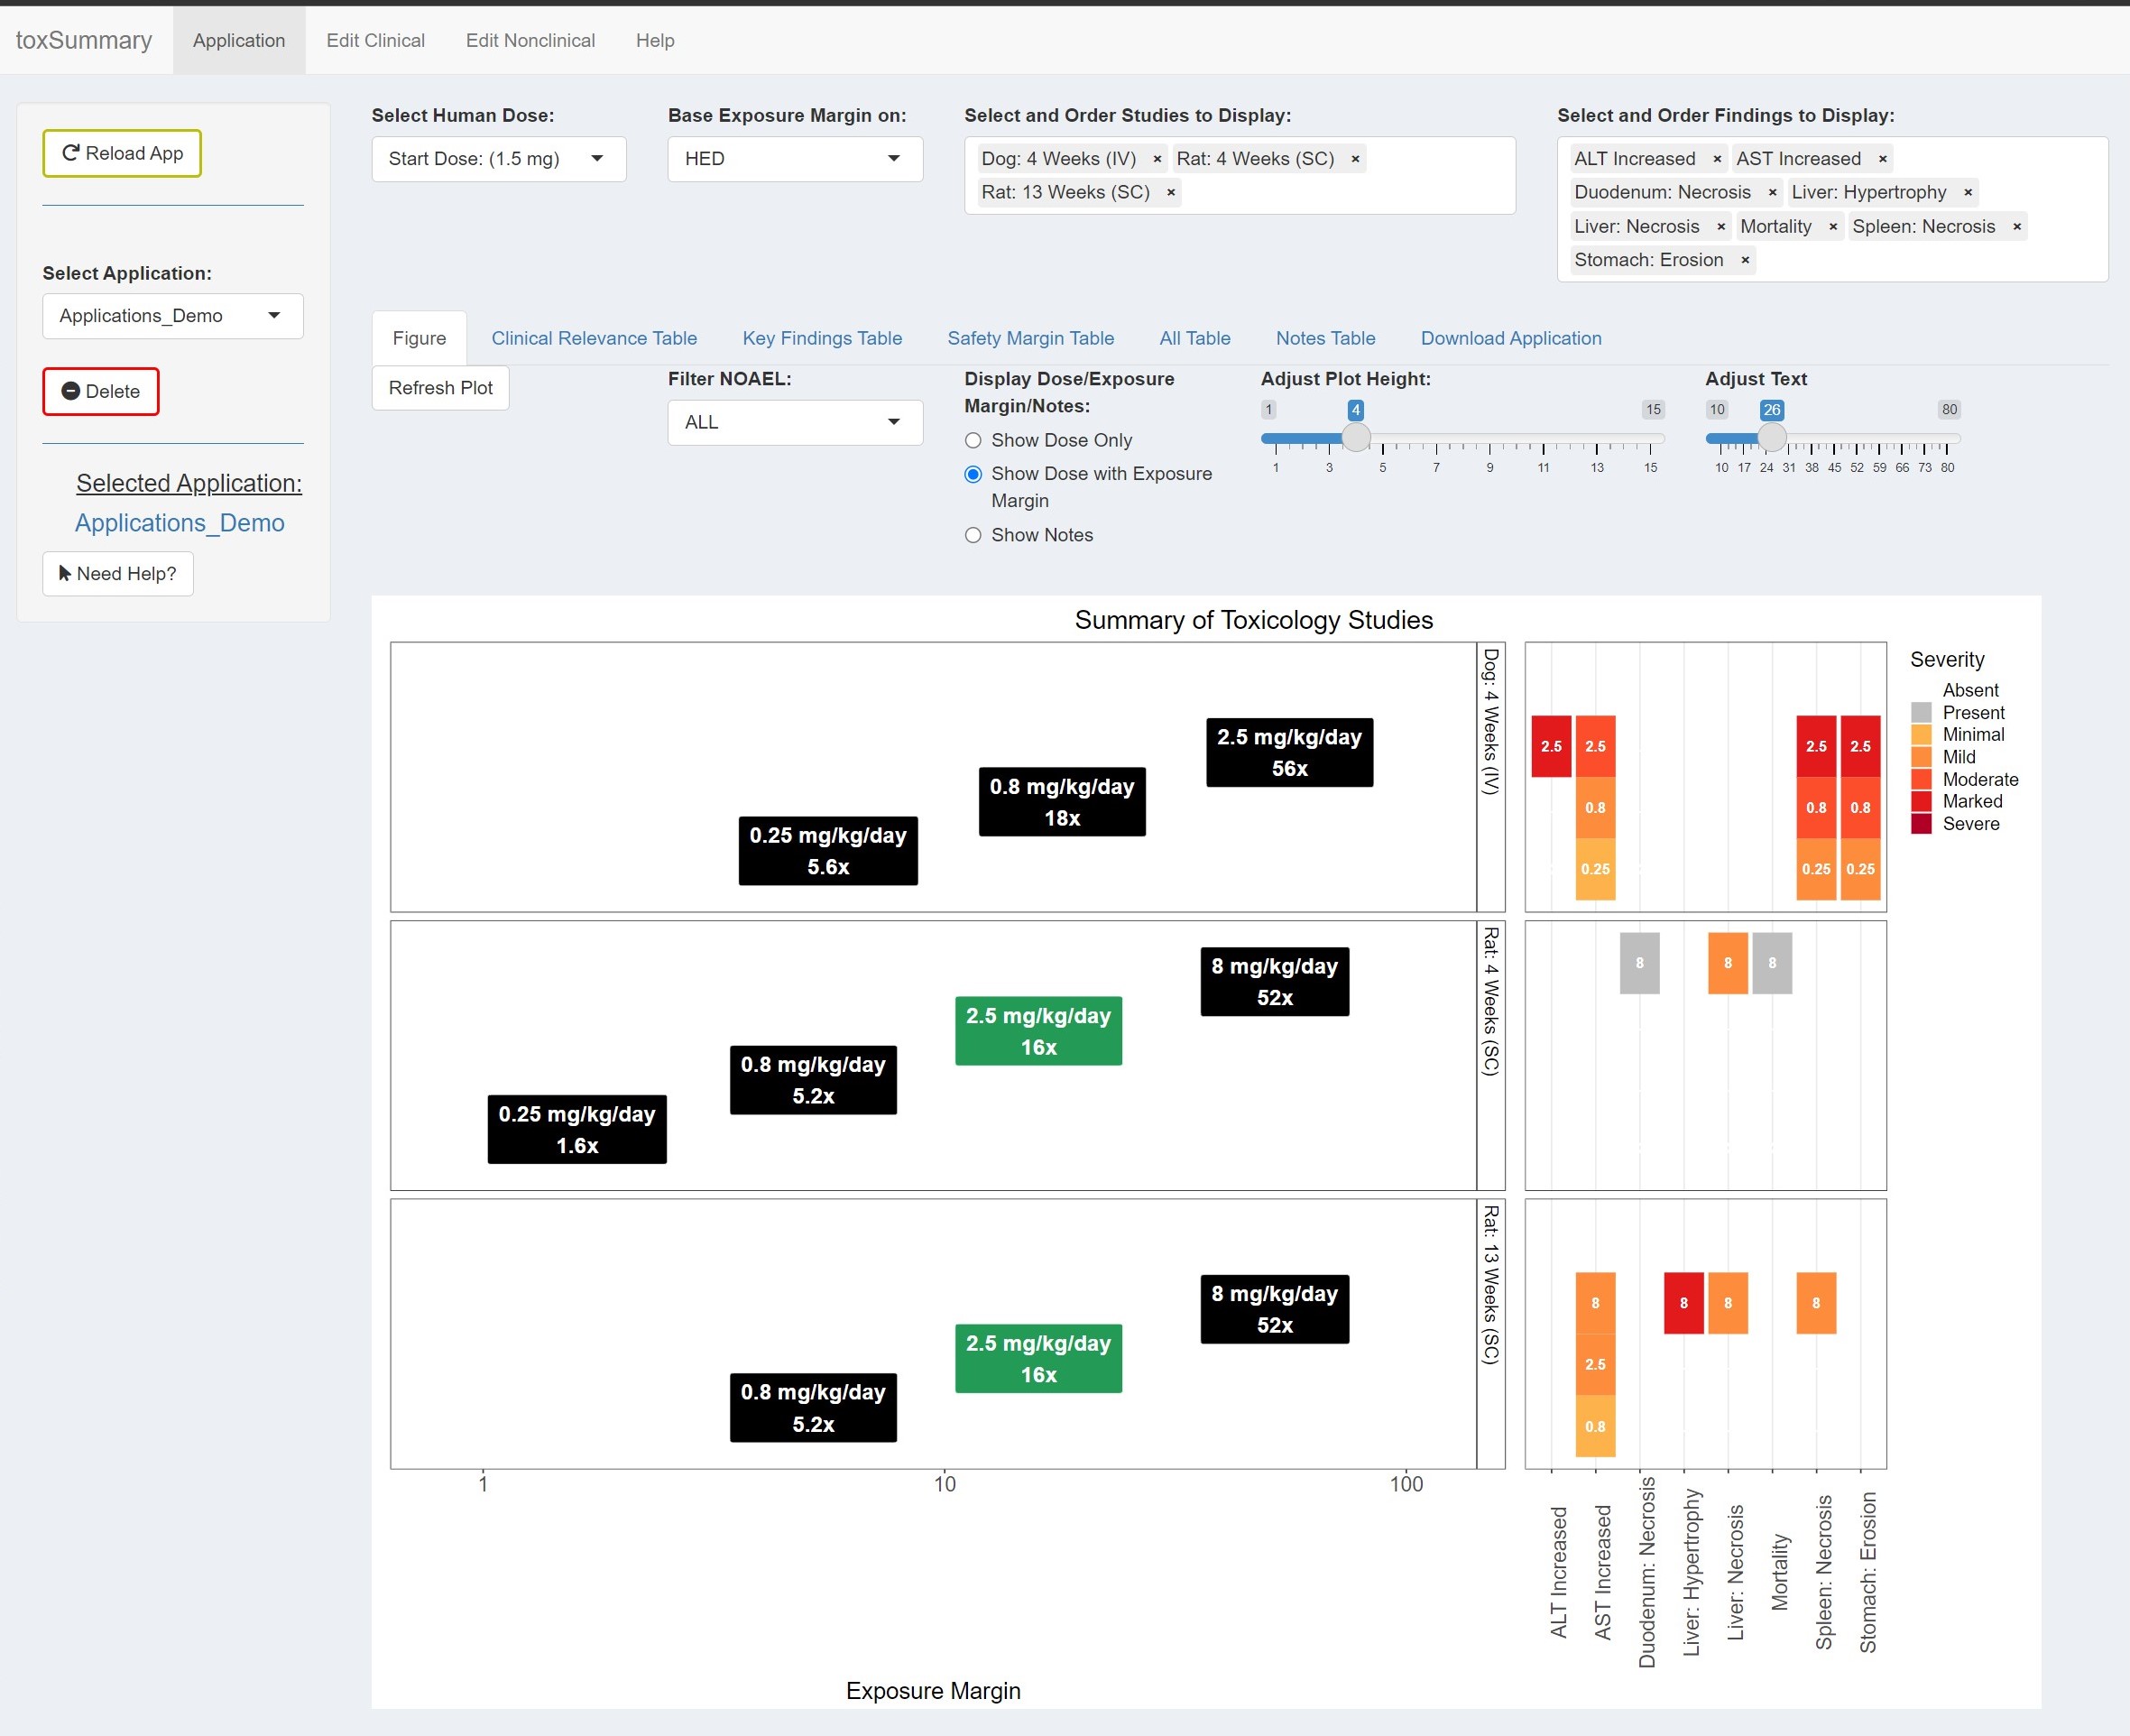 toxSummary Application Edit Clinical Edit Nonclinical Help
Reload App
Select Application:
Applications_Demo
Delete
Selected Application:
Applications_Demo
Need Help?
Select Human Dose:
Start Dose: (1.5 mg)
Base Exposure Margin on:
HED
Select and Order Studies to Display:
Dog: 4 Weeks (IV) × Rat: 4 Weeks (SC) ×
Rat: 13 Weeks (SC) ×
Select and Order Findings to Display:
ALT Increased × AST Increased ×
Duodenum: Necrosis × Liver: Hypertrophy ×
Liver: Necrosis × Mortality × Spleen: Necrosis ×
Stomach: Erosion ×
Figure Clinical Relevance Table Key Findings Table Safety Margin Table All Table Notes Table Download Application
Refresh Plot
Filter NOAEL:
ALL
Display Dose/Exposure
Margin/Notes:
Show Dose Only
Show Dose with Exposure
Margin
Show Notes
Adjust Plot Height:
1 4 15
1 3 5 7 9 11 13 15
Adjust Text
10 26 80
10 17 24 31 38 45 52 59 66 73 80
Summary of Toxicology Studies
2.5 mg/kg/day
56x
0.8 mg/kg/day
18x
0.25 mg/kg/day
5.6x
Dog: 4 Weeks (IV)
2.5 2.5 2.5 2.5
0.8 0.8 0.8
0.25 0.25 0.25
Severity
Absent
Present
Minimal
Mild
Moderate
Marked
Severe
8 mg/kg/day
52x
2.5 mg/kg/day
16x
0.8 mg/kg/day
5.2x
0.25 mg/kg/day
1.6x
Rat: 4 Weeks (SC)
8 8 8
8 mg/kg/day
52x
2.5 mg/kg/day
16x
0.8 mg/kg/day
5.2x
Rat: 13 Weeks (SC)
8 8 8 8
2.5
0.8
1 10 100
Exposure Margin
ALT Increased
AST Increased
Duodenum: Necrosis
Liver: Hypertrophy
Liver: Necrosis
Mortality
Spleen: Necrosis
Stomach: Erosion